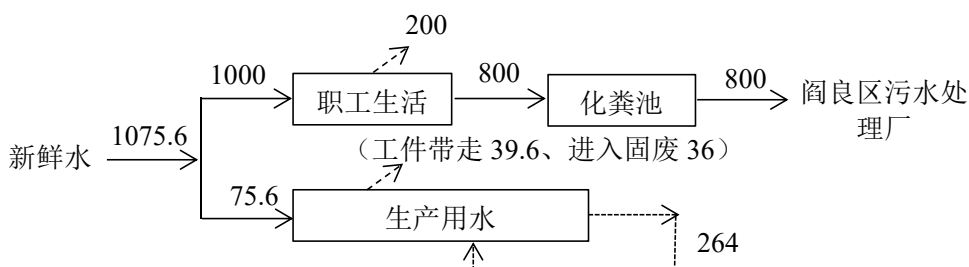 200
1000
职工生活
800
化粪池
800
阎良区污水处
理厂
新鲜水
1075.6
（工件带走 39.6、进入固废 36）
75.6
生产用水
264